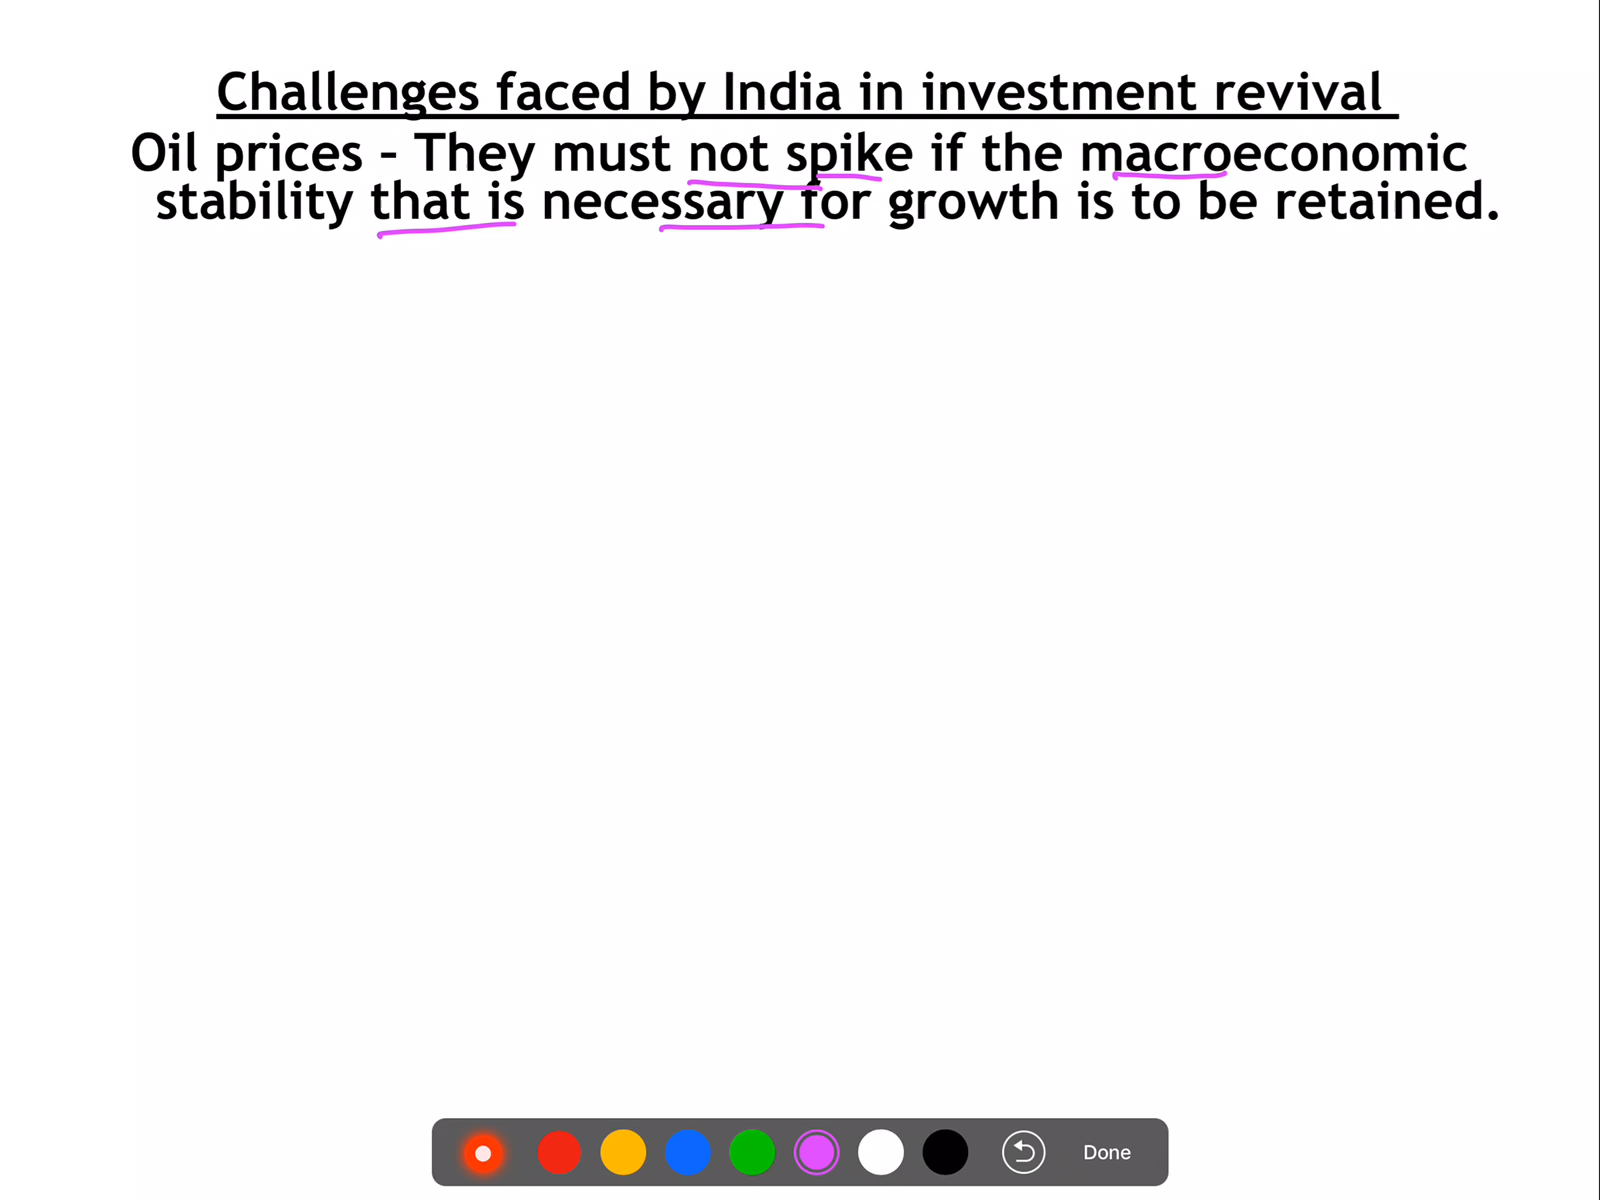 Challenges faced by India in investment revival
Oil prices – They must not spike if the macroeconomic
stability that is necessary for growth is to be retained.
Done